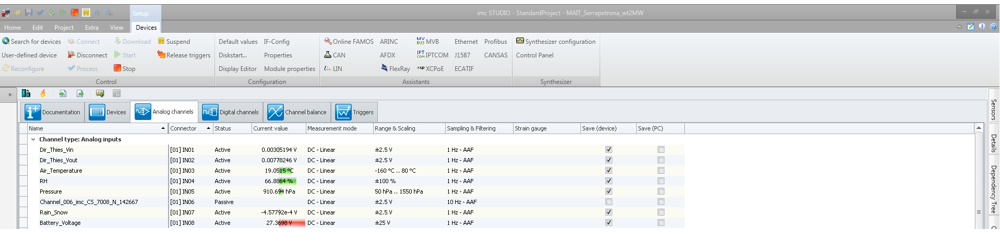 Setup
imc STUDIO - StandardProject - MAIT_Serrapetrona_wt2MW
Home Edit Project Extra View Devices
Search for devices Connect Download Suspend Default values IF-Config Online FAMOS ARINC MV BUS MVB Ethernet Profibus Synthesizer configuration
User-defined device Disconnect Start Release triggers Diskstart... Properties CAN AFDX IPT COM IPTCOM J1587 CANSAS Control Panel
Reconfigure Process Stop Display Editor Module properties Lin LIN FlexRay xcp XCPoE ECATIF
Control Configuration Assistants Synthesizer
Documentation Devices Analog channels Digital channels Channel balance Triggers
Name Connector Status Current value Measurement mode Range & Scaling Sampling & Filtering Strain gauge Save (device) Save (PC)
Channel type: Analog inputs
Dir_Thies_Vin [01] IN01 Active 0.00305194 V DC - Linear ±2.5 V 1 Hz - AAF
Dir_Thies_Vout [01] IN02 Active 0.00778246 V DC - Linear ±2.5 V 1 Hz - AAF
Air_Temperature [01] IN03 Active 19.0515 °C DC - Linear -160 °C .. 80 °C 1 Hz - AAF
RH [01] IN04 Active 66.8864 % DC - Linear ±100 % 1 Hz - AAF
Pressure [01] IN05 Active 910.694 hPa DC - Linear 50 hPa .. 1550 hPa 1 Hz - AAF
Channel_006_imc_CS_7008_N_142667 [01] IN06 Passive DC - Linear ±2.5 V 10 Hz - AAF
Rain_Snow [01] IN07 Active -4.57792e-4 V DC - Linear ±2.5 V 1 Hz - AAF
Battery_Voltage [01] IN08 Active 27.3698 V DC - Linear ±25 V 1 Hz - AAF
Sensors
Details
Dependency Tree